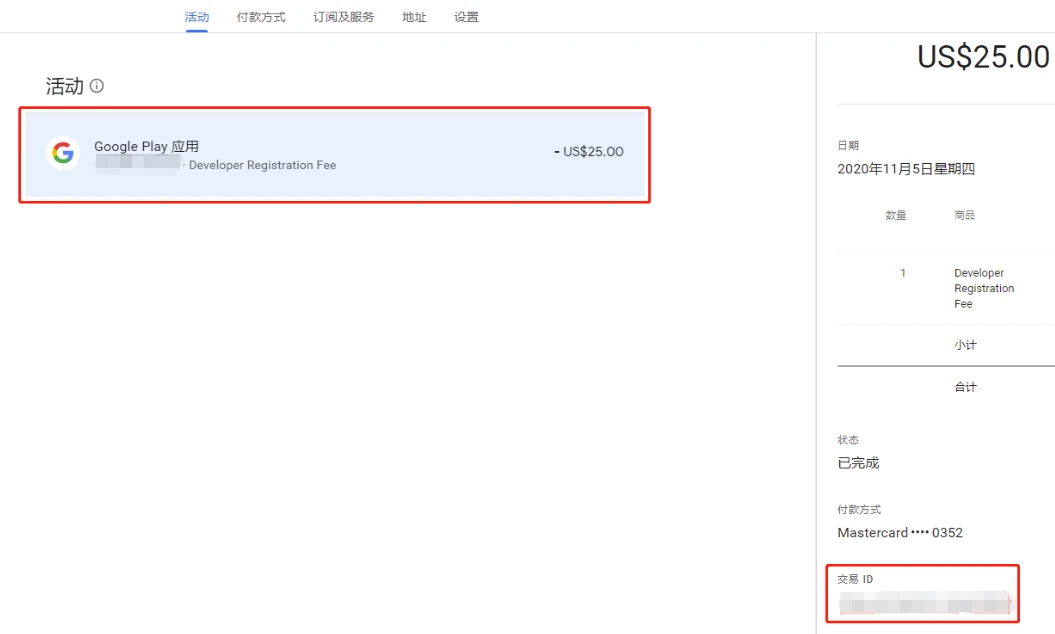 活动 付款方式 订阅及服务 地址 设置
活动
Google Play 应用
· Developer Registration Fee
- US$25.00
US$25.00
日期
2020年11月5日星期四
数量 商品
1 Developer
Registration
Fee
小计
合计
状态
已完成
付款方式
Mastercard •••• 0352
交易 ID